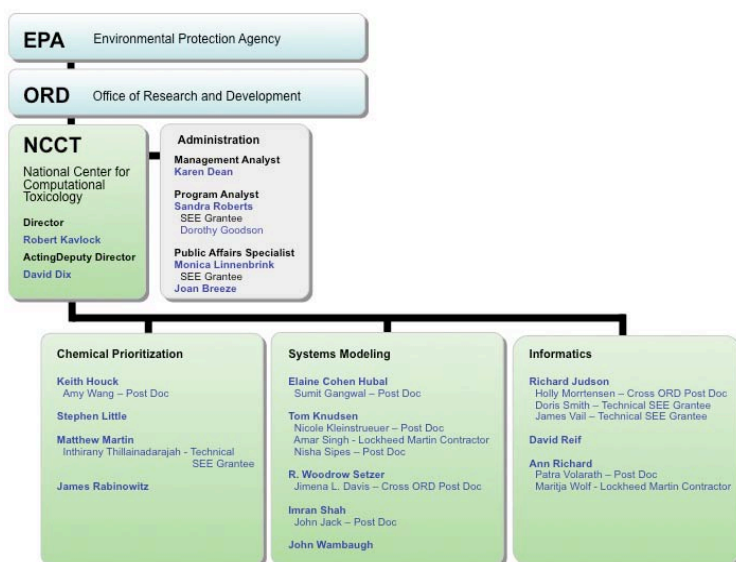 EPA Environmental Protection Agency
ORD Office of Research and Development
NCCT
National Center for
Computational
Toxicology
Director
Robert Kavlock
ActingDeputy Director
David Dix
Administration
Management Analyst
Karen Dean
Program Analyst
Sandra Roberts
SEE Grantee
Dorothy Goodson
Public Affairs Specialist
Monica Linnenbrink
SEE Grantee
Joan Breeze
Chemical Prioritization
Keith Houck
Amy Wang – Post Doc
Stephen Little
Matthew Martin
Inthirany Thillainadarajah - Technical
SEE Grantee
James Rabinowitz
Systems Modeling
Elaine Cohen Hubal
Sumit Gangwal – Post Doc
Tom Knudsen
Nicole Kleinstrueuer – Post Doc
Amar Singh - Lockheed Martin Contractor
Nisha Sipes – Post Doc
R. Woodrow Setzer
Jimena L. Davis – Cross ORD Post Doc
Imran Shah
John Jack – Post Doc
John Wambaugh
Informatics
Richard Judson
Holly Morrtensen – Cross ORD Post Doc
Doris Smith – Technical SEE Grantee
James Vail – Technical SEE Grantee
David Reif
Ann Richard
Patra Volarath – Post Doc
Maritja Wolf - Lockheed Martin Contractor